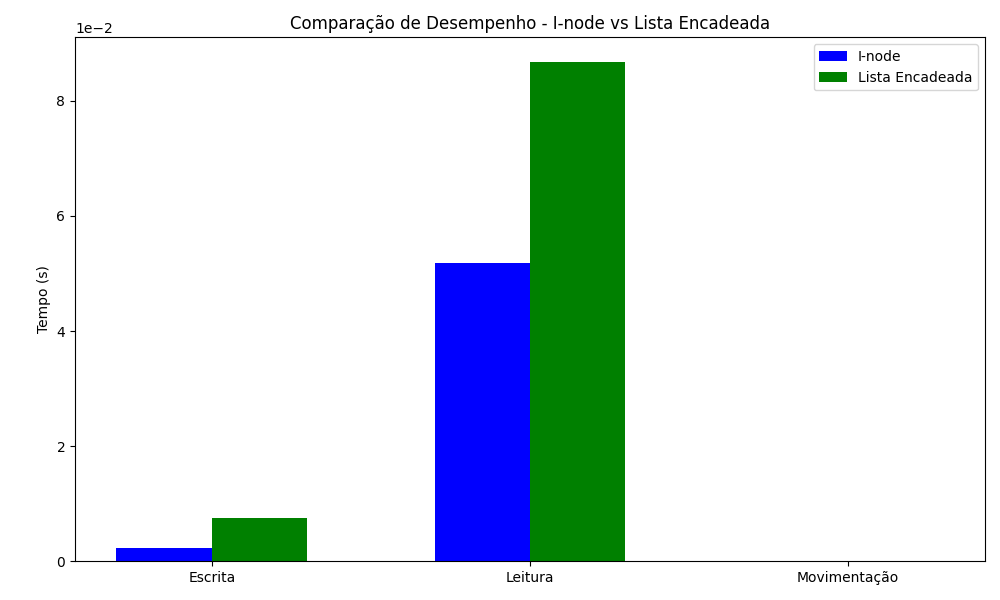 Comparação de Desempenho - I-node vs Lista Encadeada
1e−2
I-node
Lista Encadeada
Tempo (s)
8
6
4
2
0
Escrita
Leitura
Movimentação